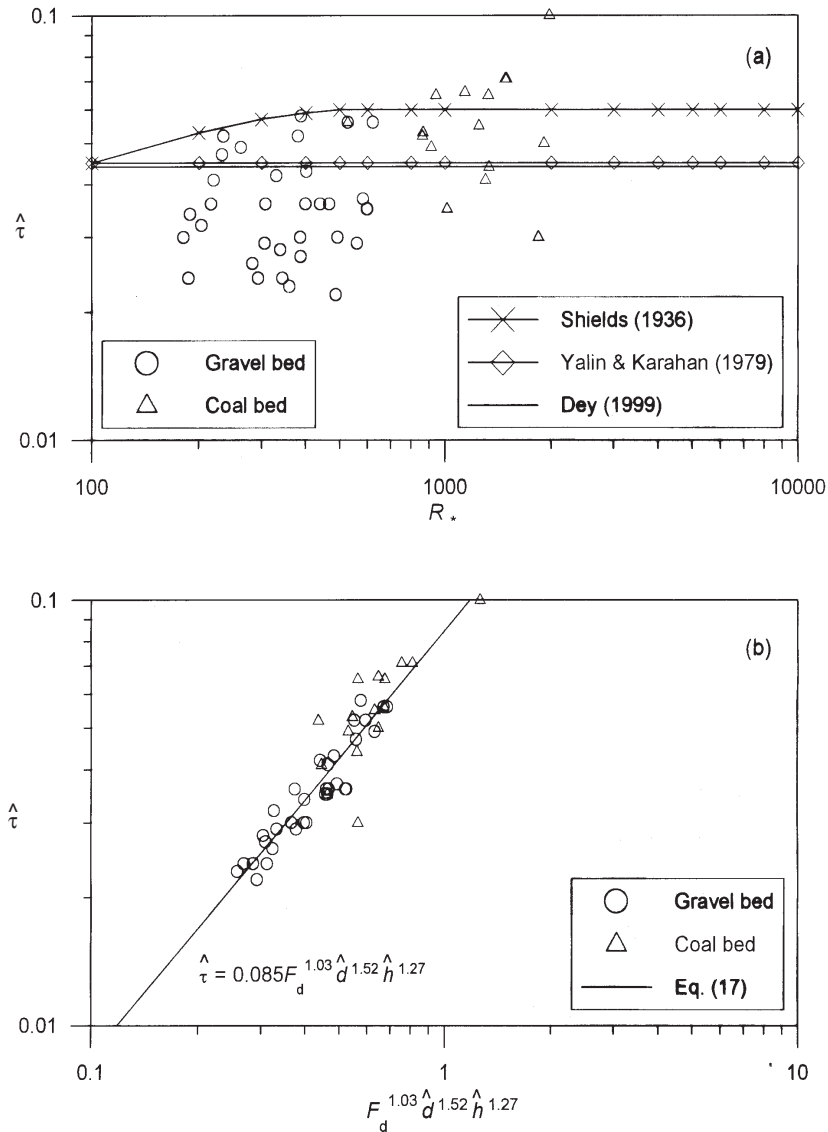 0.1
(a)
τ̂
Shields (1936)
Yalin & Karahan (1979)
Dey (1999)
Gravel bed
Coal bed
0.01
100
1000
10000
R*
0.1
(b)
τ̂
Gravel bed
Coal bed
Eq. (17)
τ̂ = 0.085F_d^1.03 d̂^1.52 ĥ^1.27
0.01
0.1
1
10
F_d^1.03 d̂^1.52 ĥ^1.27